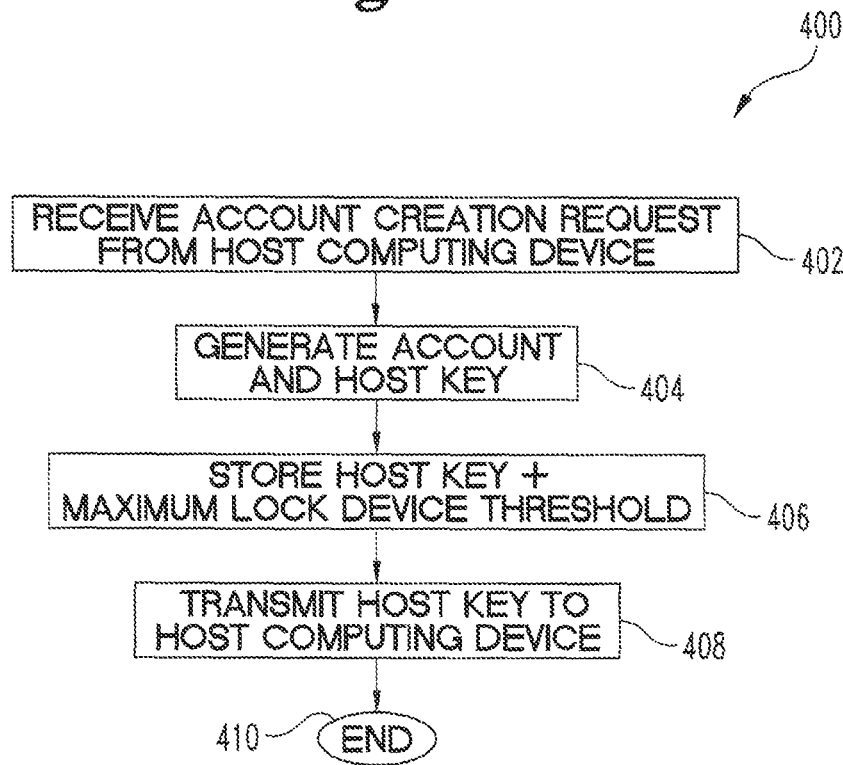 400
RECEIVE ACCOUNT CREATION REQUEST
FROM HOST COMPUTING DEVICE
402
GENERATE ACCOUNT
AND HOST KEY
404
STORE HOST KEY +
MAXIMUM LOCK DEVICE THRESHOLD
406
TRANSMIT HOST KEY TO
HOST COMPUTING DEVICE
408
410
END